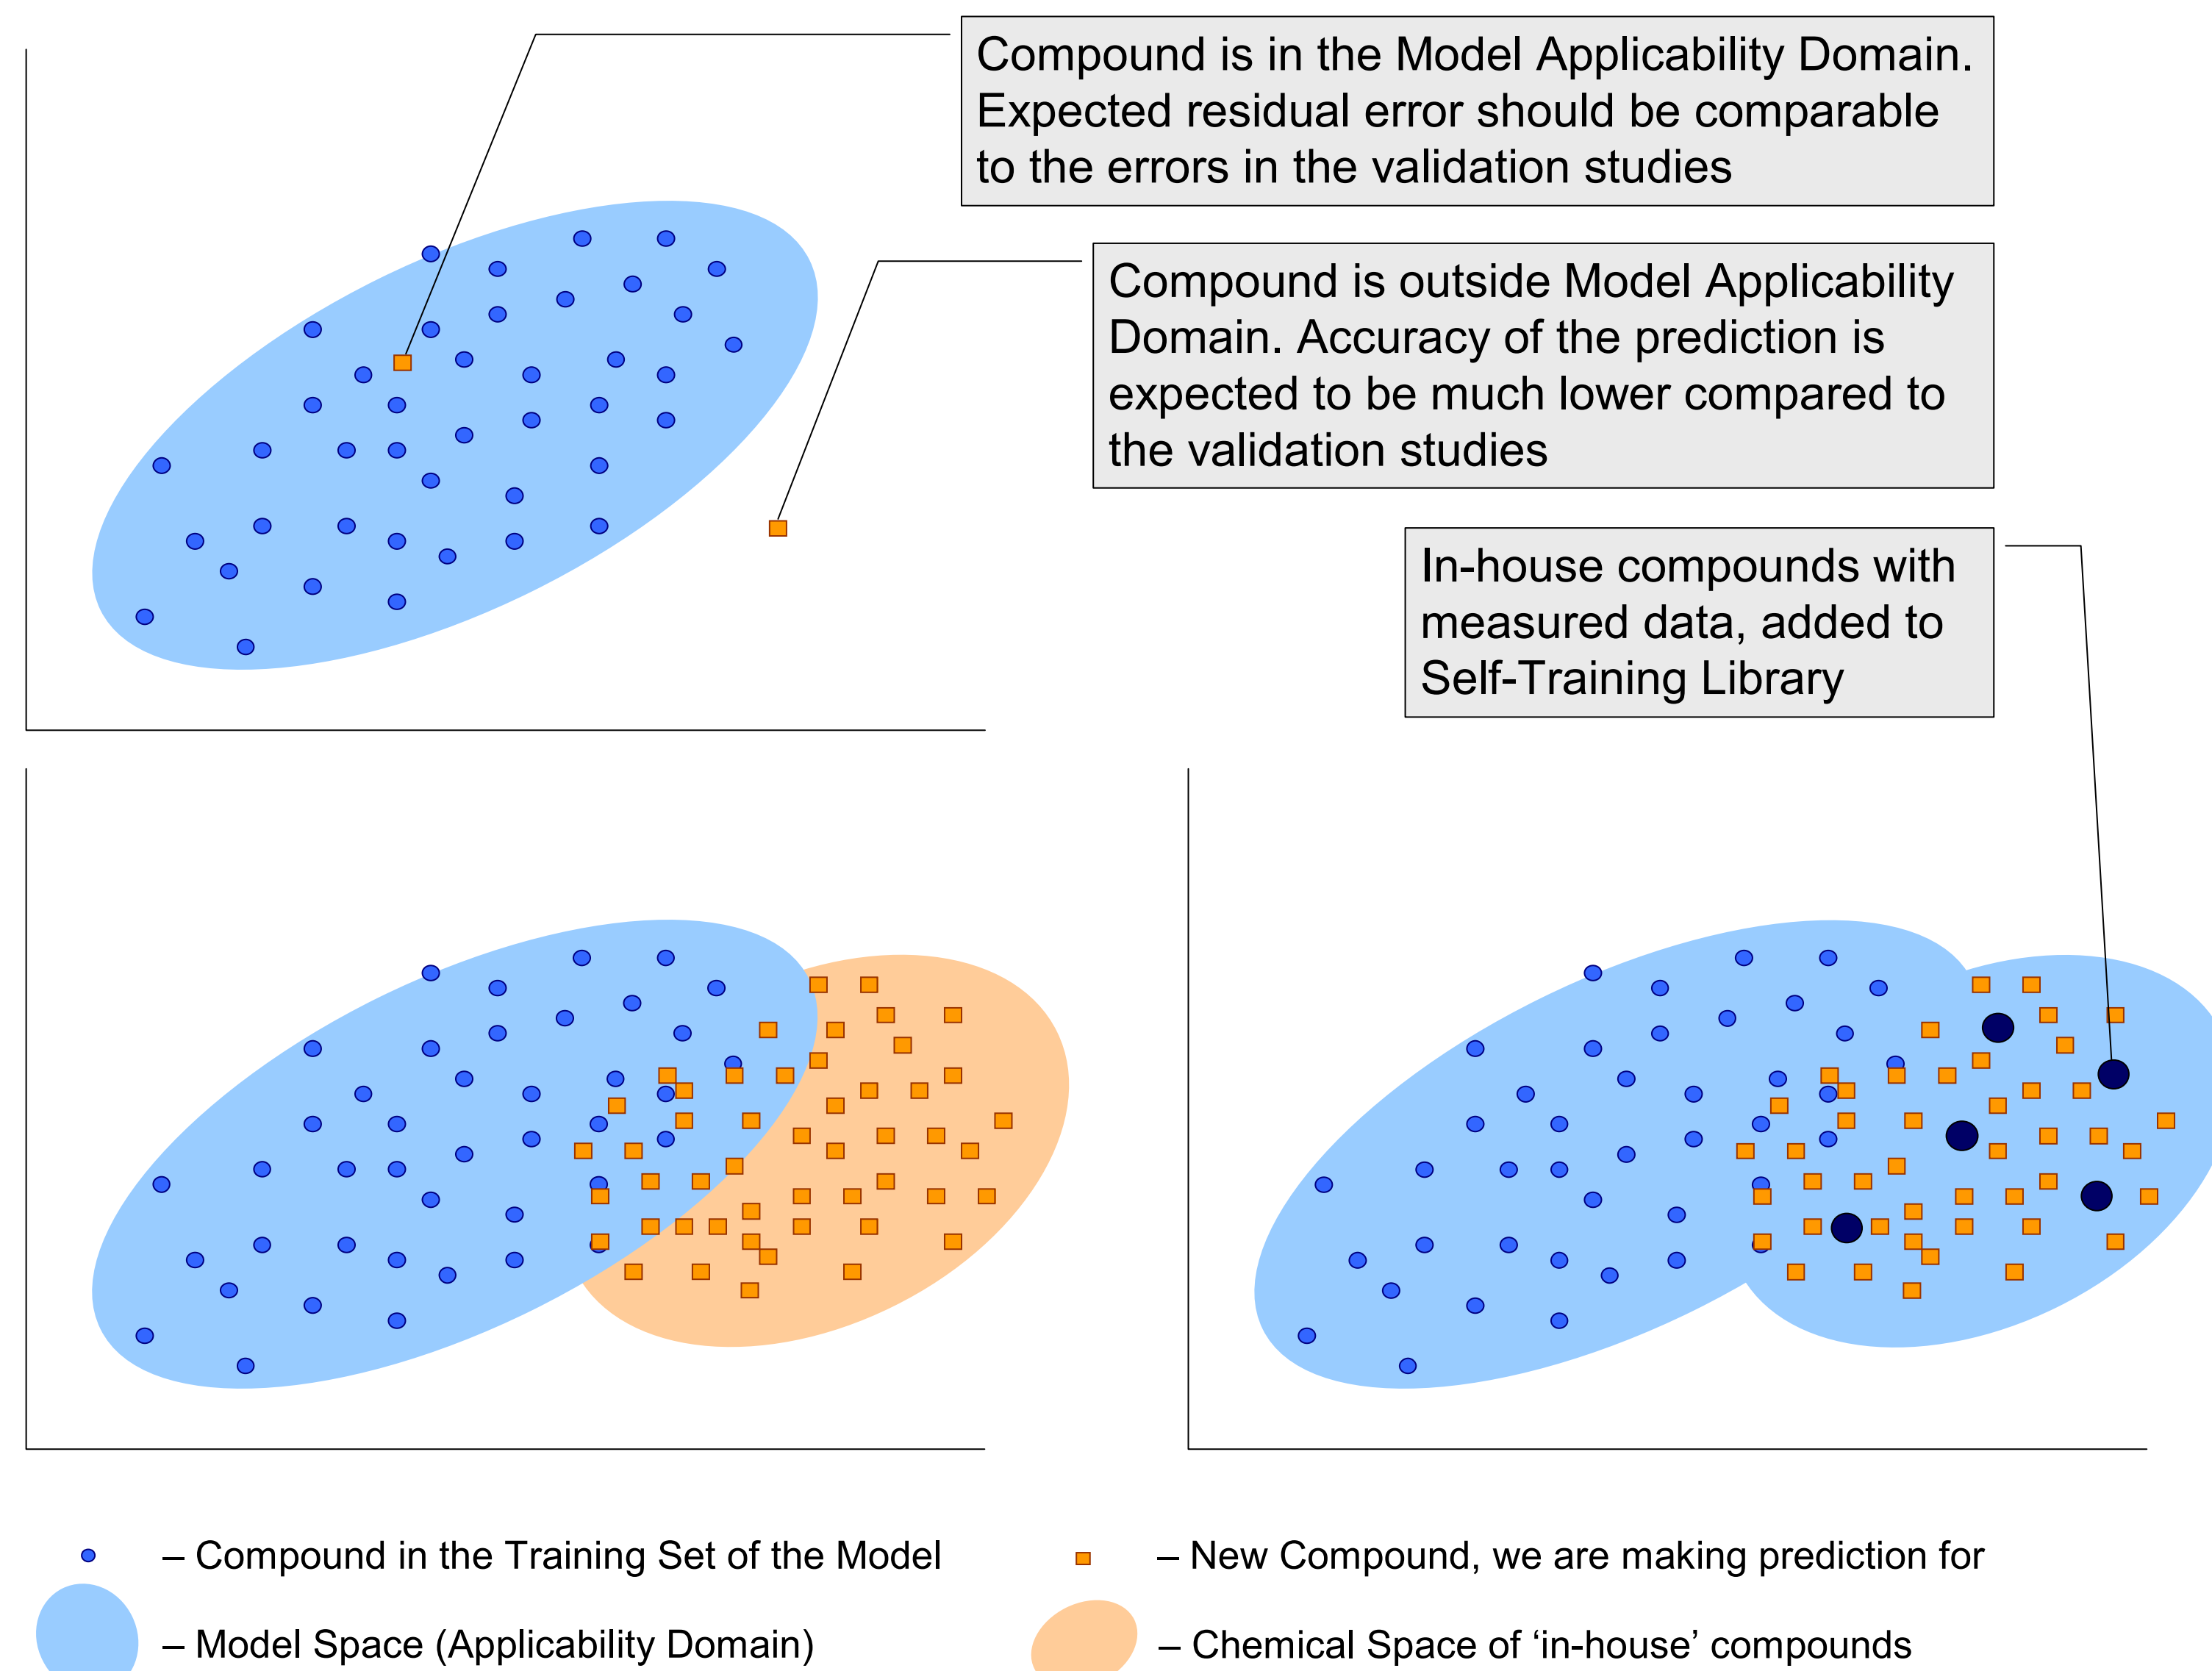 Compound is in the Model Applicability Domain.
Expected residual error should be comparable
to the errors in the validation studies
Compound is outside Model Applicability
Domain. Accuracy of the prediction is
expected to be much lower compared to
the validation studies
In-house compounds with
measured data, added to
Self-Training Library
– Compound in the Training Set of the Model
– New Compound, we are making prediction for
– Model Space (Applicability Domain)
– Chemical Space of ‘in-house’ compounds